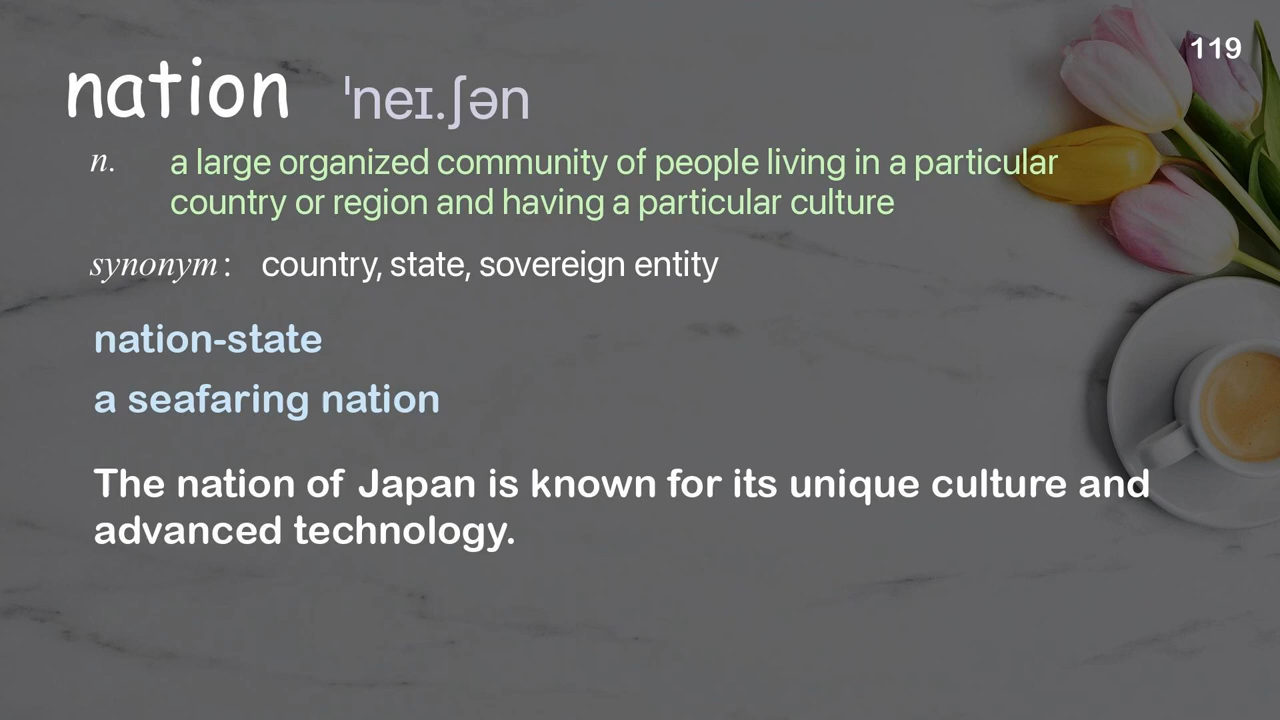 119
nation ˈneɪ.ʃən
n. a large organized community of people living in a particular
country or region and having a particular culture
synonym: country, state, sovereign entity
nation-state
a seafaring nation
The nation of Japan is known for its unique culture and
advanced technology.